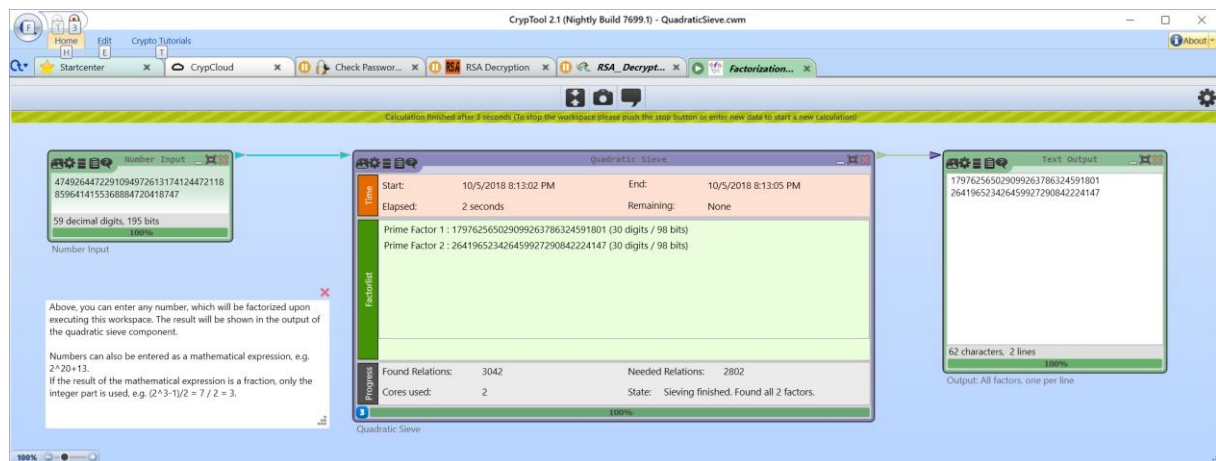 CrypTool 2.1 (Nightly Build 7699.1) - QuadraticSieve.cwm
F 1 3
Home Edit Crypto Tutorials
H E T
About
Startcenter CrypCloud Check Passwor... RSA Decryption RSA_Decrypt... Factorization...
Calculation finished after 3 seconds (To stop the workspace please push the stop button or enter new data to start a new calculation)
Number Input
474926447229109497261317412447211​8
85964141553688847204187​47
59 decimal digits, 195 bits
100%
Number Input
Above, you can enter any number, which will be factorized upon
executing this workspace. The result will be shown in the output of
the quadratic sieve component.
Numbers can also be entered as a mathematical expression, e.g.
2^20+13.
If the result of the mathematical expression is a fraction, only the
integer part is used, e.g. (2^3-1)/2 = 7 / 2 = 3.
Quadratic Sieve
Time
Start: 10/5/2018 8:13:02 PM End: 10/5/2018 8:13:05 PM
Elapsed: 2 seconds Remaining: None
Factorlist
Prime Factor 1 : 179762565029099263786324591801 (30 digits / 98 bits)
Prime Factor 2 : 264196523426459927290842224147 (30 digits / 98 bits)
Progress
Found Relations: 3042 Needed Relations: 2802
Cores used: 2 State: Sieving finished. Found all 2 factors.
3 100%
Quadratic Sieve
Text Output
179762565029099263786324591801
264196523426459927290842224147
62 characters, 2 lines
100%
Output: All factors, one per line
100%